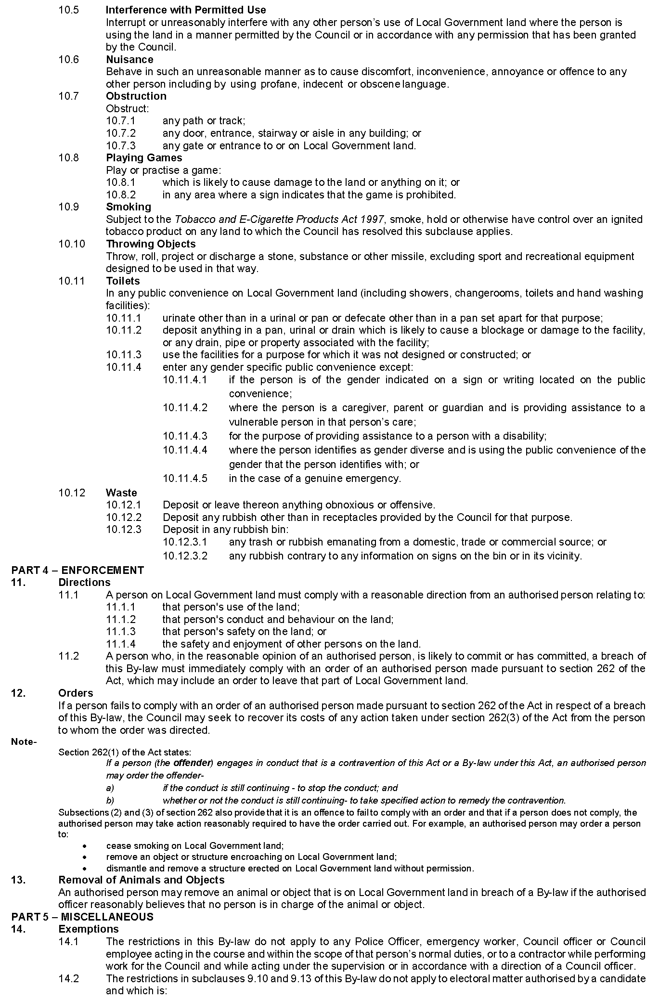 10.5 Interference with Permitted Use
Interrupt or unreasonably interfere with any other person's use of Local Government land where the person is
using the land in a manner permitted by the Council or in accordance with any permission that has been granted
by the Council.
10.6 Nuisance
Behave in such an unreasonable manner as to cause discomfort, inconvenience, annoyance or offence to any
other person including by using profane, indecent or obscene language.
10.7 Obstruction
Obstruct:
10.7.1 any path or track;
10.7.2 any door, entrance, stairway or aisle in any building; or
10.7.3 any gate or entrance to or on Local Government land.
10.8 Playing Games
Play or practise a game:
10.8.1 which is likely to cause damage to the land or anything on it; or
10.8.2 in any area where a sign indicates that the game is prohibited.
10.9 Smoking
Subject to the Tobacco and E-Cigarette Products Act 1997, smoke, hold or otherwise have control over an ignited
tobacco product on any land to which the Council has resolved this subclause applies.
10.10 Throwing Objects
Throw, roll, project or discharge a stone, substance or other missile, excluding sport and recreational equipment
designed to be used in that way.
10.11 Toilets
In any public convenience on Local Government land (including showers, changerooms, toilets and hand washing
facilities):
10.11.1 urinate other than in a urinal or pan or defecate other than in a pan set apart for that purpose;
10.11.2 deposit anything in a pan, urinal or drain which is likely to cause a blockage or damage to the facility,
or any drain, pipe or property associated with the facility;
10.11.3 use the facilities for a purpose for which it was not designed or constructed; or
10.11.4 enter any gender specific public convenience except:
10.11.4.1 if the person is of the gender indicated on a sign or writing located on the public
convenience;
10.11.4.2 where the person is a caregiver, parent or guardian and is providing assistance to a
vulnerable person in that person's care;
10.11.4.3 for the purpose of providing assistance to a person with a disability;
10.11.4.4 where the person identifies as gender diverse and is using the public convenience of the
gender that the person identifies with; or
10.11.4.5 in the case of a genuine emergency.
10.12 Waste
10.12.1 Deposit or leave thereon anything obnoxious or offensive.
10.12.2 Deposit any rubbish other than in receptacles provided by the Council for that purpose.
10.12.3 Deposit in any rubbish bin:
10.12.3.1 any trash or rubbish emanating from a domestic, trade or commercial source; or
10.12.3.2 any rubbish contrary to any information on signs on the bin or in its vicinity.
PART 4 – ENFORCEMENT
11. Directions
11.1 A person on Local Government land must comply with a reasonable direction from an authorised person relating to:
11.1.1 that person's use of the land;
11.1.2 that person's conduct and behaviour on the land;
11.1.3 that person's safety on the land; or
11.1.4 the safety and enjoyment of other persons on the land.
11.2 A person who, in the reasonable opinion of an authorised person, is likely to commit or has committed, a breach of
this By-law must immediately comply with an order of an authorised person made pursuant to section 262 of the
Act, which may include an order to leave that part of Local Government land.
12. Orders
If a person fails to comply with an order of an authorised person made pursuant to section 262 of the Act in respect of a breach
of this By-law, the Council may seek to recover its costs of any action taken under section 262(3) of the Act from the person
to whom the order was directed.
Note-
Section 262(1) of the Act states:
If a person (the offender) engages in conduct that is a contravention of this Act or a By-law under this Act, an authorised person
may order the offender-
a) if the conduct is still continuing - to stop the conduct; and
b) whether or not the conduct is still continuing- to take specified action to remedy the contravention.
Subsections (2) and (3) of section 262 also provide that it is an offence to fail to comply with an order and that if a person does not comply, the
authorised person may take action reasonably required to have the order carried out. For example, an authorised person may order a person
to:
• cease smoking on Local Government land;
• remove an object or structure encroaching on Local Government land;
• dismantle and remove a structure erected on Local Government land without permission.
13. Removal of Animals and Objects
An authorised person may remove an animal or object that is on Local Government land in breach of a By-law if the authorised
officer reasonably believes that no person is in charge of the animal or object.
PART 5 – MISCELLANEOUS
14. Exemptions
14.1 The restrictions in this By-law do not apply to any Police Officer, emergency worker, Council officer or Council
employee acting in the course and within the scope of that person's normal duties, or to a contractor while performing
work for the Council and while acting under the supervision or in accordance with a direction of a Council officer.
14.2 The restrictions in subclauses 9.10 and 9.13 of this By-law do not apply to electoral matter authorised by a candidate
and which is: